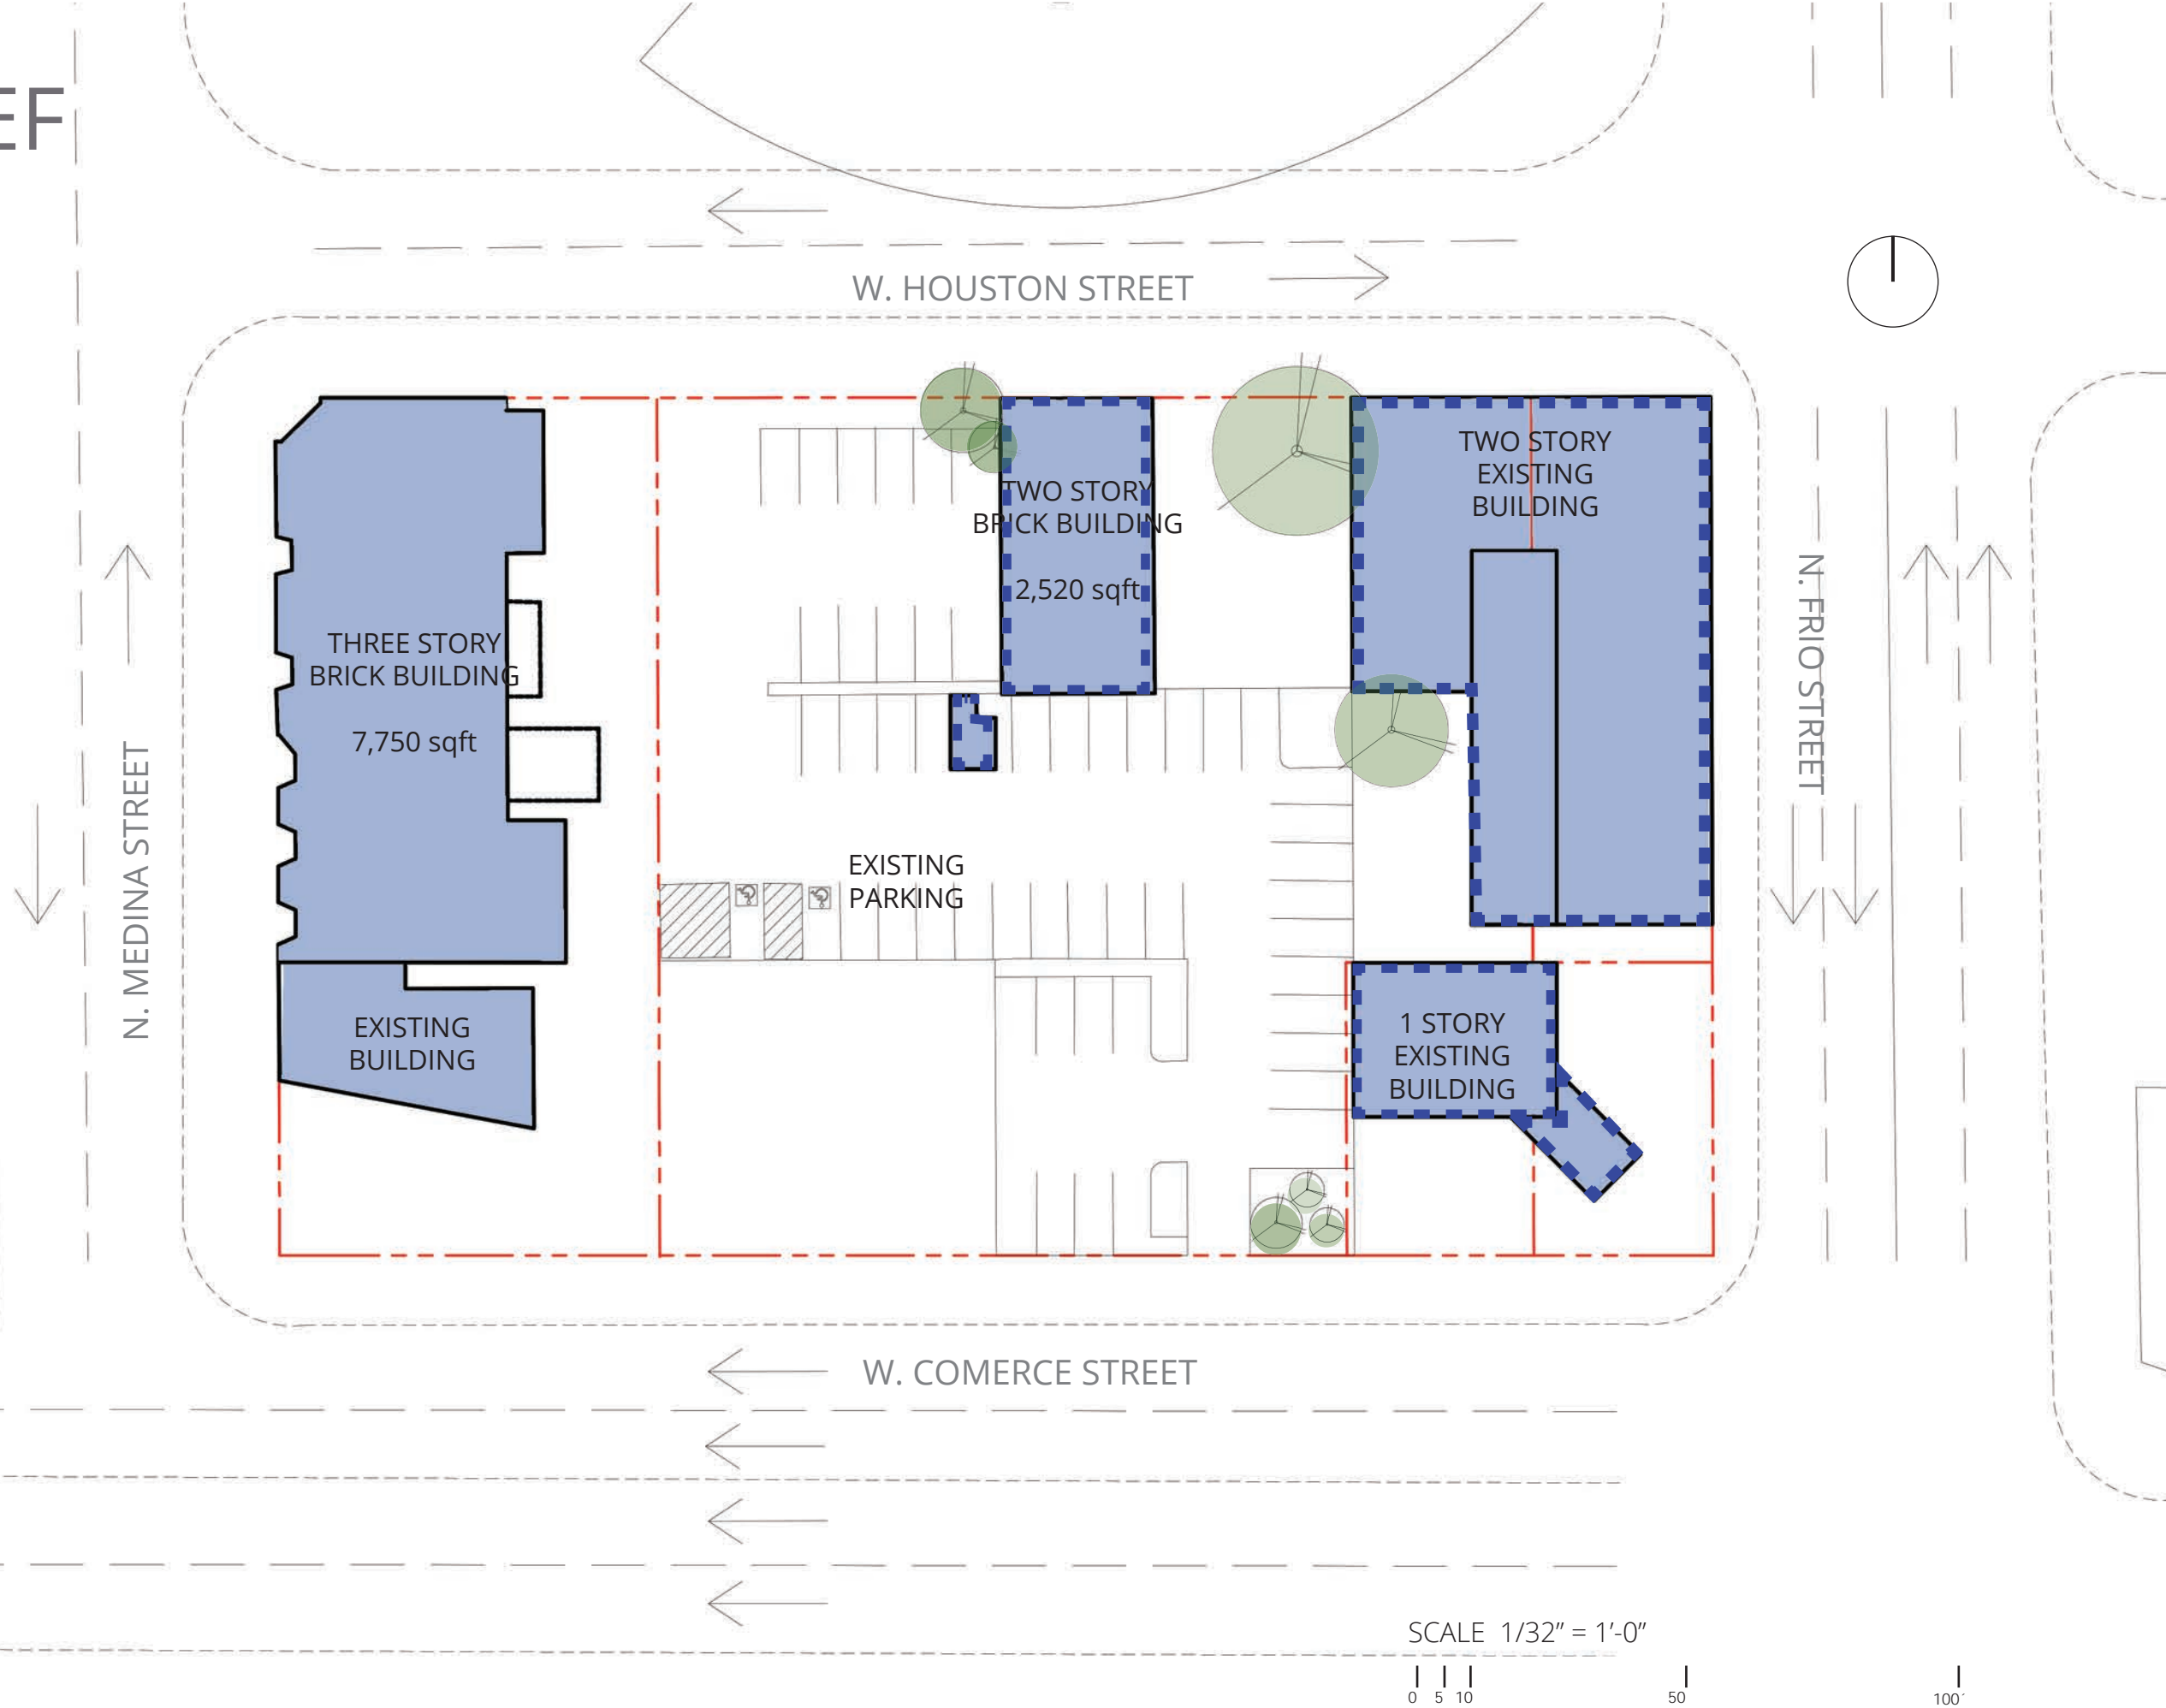 EF
W. HOUSTON STREET
TWO STORY
EXISTING
BUILDING
TWO STORY
BRICK BUILDING
2,520 sqft
THREE STORY
BRICK BUILDING
7,750 sqft
N. FRIO STREET
N. MEDINA STREET
EXISTING
PARKING
EXISTING
BUILDING
1 STORY
EXISTING
BUILDING
W. COMERCE STREET
SCALE 1/32” = 1’-0”
0 5 10 50 100´